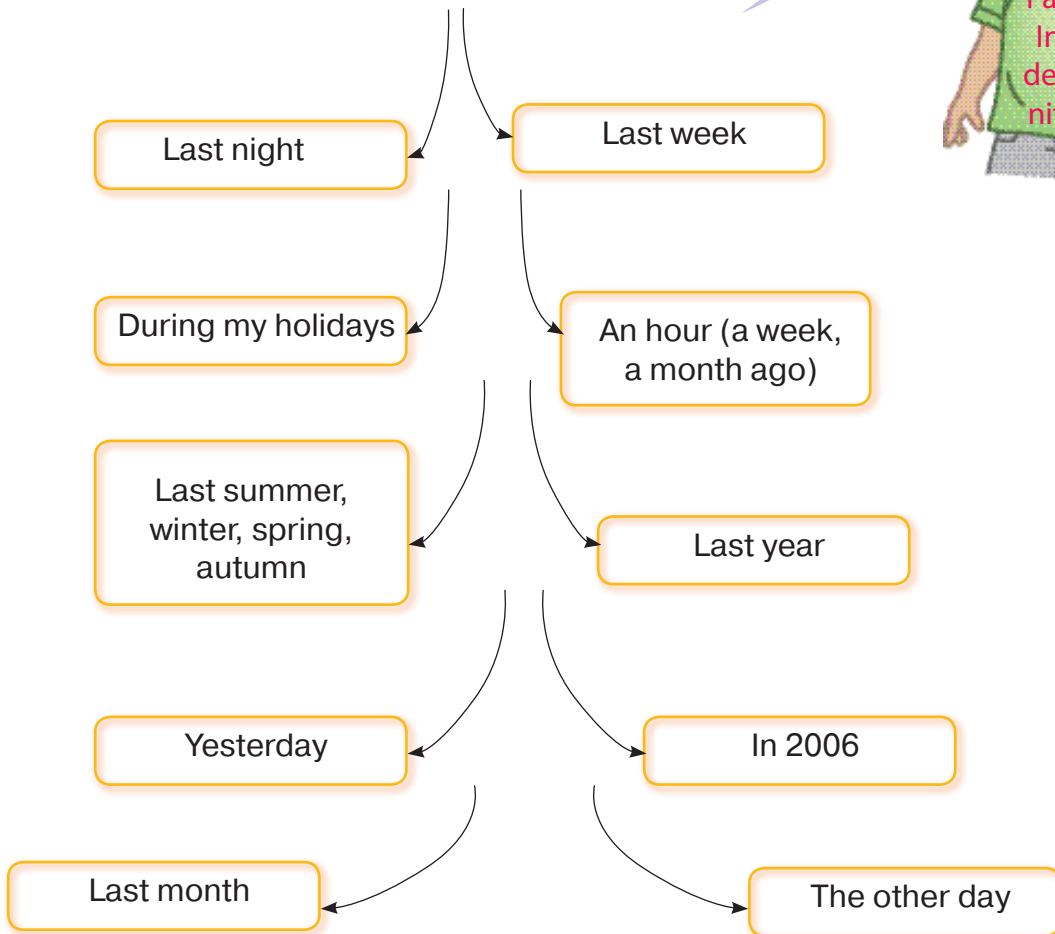 In
Last night
Last week
During my holidays
An hour (a week,
a month ago)
Last summer,
winter, spring,
autumn
Last year
Yesterday
In 2006
Last month
The other day